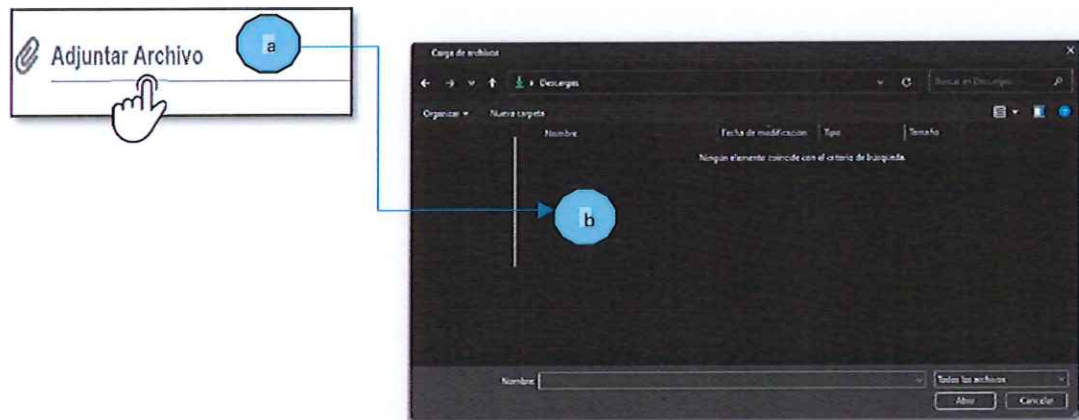 Adjuntar Archivo
a
Carga de archivos
Descargas
Buscar en Descargas
Organizar
Nueva carpeta
Nombre
Fecha de modificación
Tipo
Tamaño
Ningún elemento coincide con el criterio de búsqueda.
b
Nombre:
Todos los archivos
Abrir
Cancelar